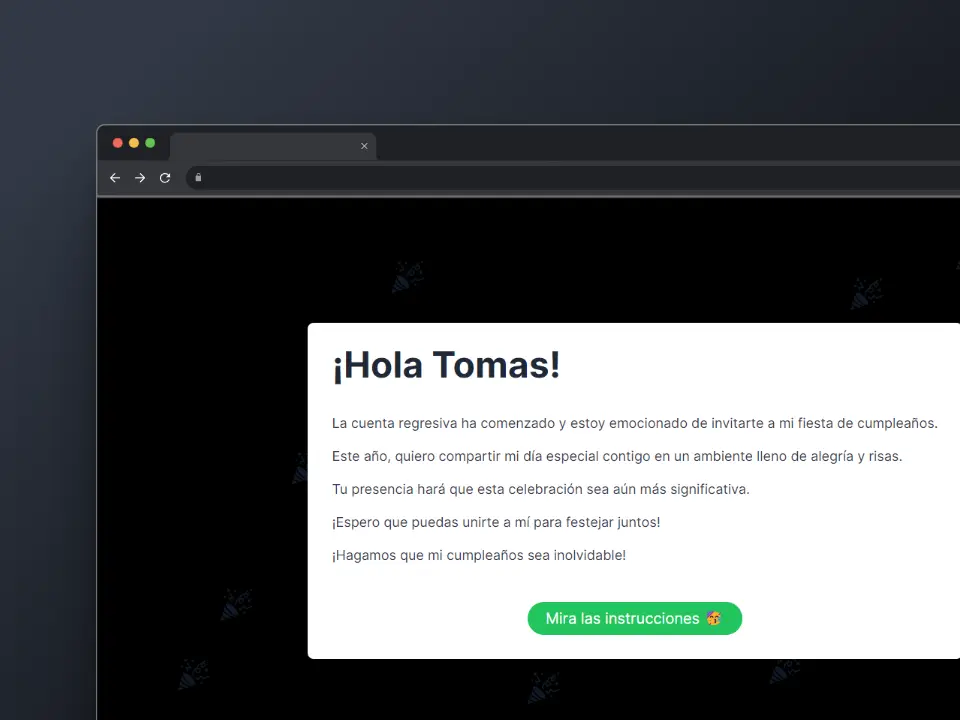 ¡Hola Tomas!
La cuenta regresiva ha comenzado y estoy emocionado de invitarte a mi fiesta de cumpleaños.
Este año, quiero compartir mi día especial contigo en un ambiente lleno de alegría y risas.
Tu presencia hará que esta celebración sea aún más significativa.
¡Espero que puedas unirte a mí para festejar juntos!
¡Hagamos que mi cumpleaños sea inolvidable!
Mira las instrucciones 🥳